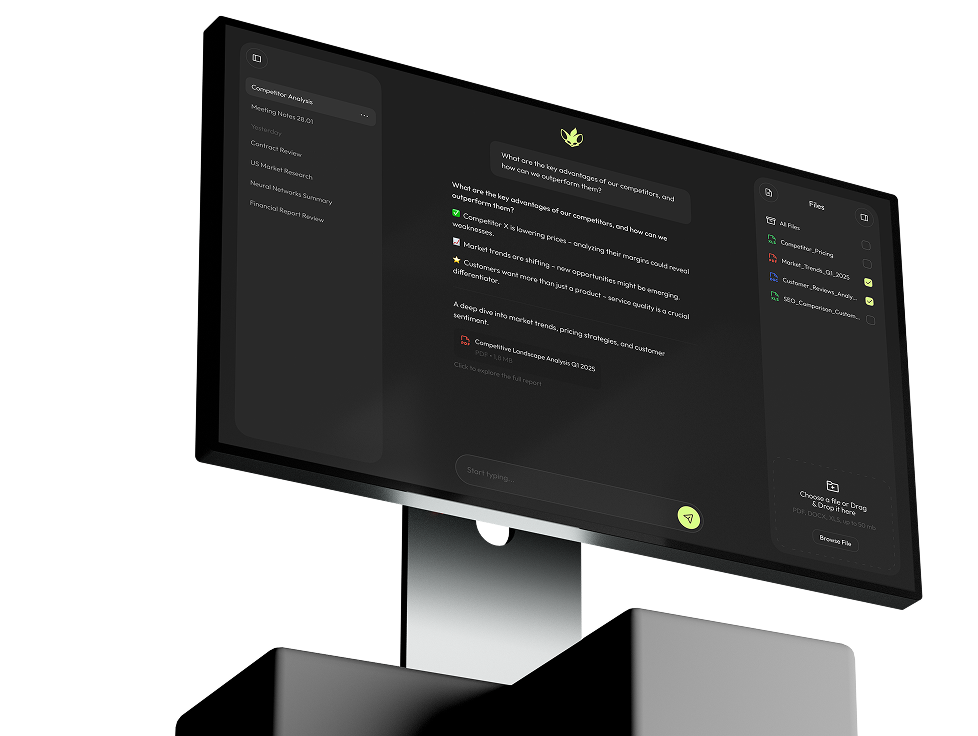 Competitor Analysis
...
Meeting Notes 28.01
Yesterday
Contract Review
US Market Research
Neural Networks Summary
Financial Report Review
What are the key advantages of our competitors, and
how can we outperform them?
What are the key advantages of our competitors, and how can we
outperform them?
✅ Competitor X is lowering prices – analyzing their margins could reveal
weaknesses.
📈 Market trends are shifting – new opportunities might be emerging.
⭐ Customers want more than just a product – service quality is a crucial
differentiator.
A deep dive into market trends, pricing strategies, and customer
sentiment.
PDF
Competitive Landscape Analysis Q1 2025
PDF • 1.8 MB
Click to explore the full report
Start typing...
Files
All Files
XLS Competitor_Pricing
PDF Market_Trends_Q1_2025
Customer_Reviews_Analy...
XLS SEO_Comparison_Custom...
Choose a file or Drag
& Drop it here
PDF, DOCX, XLS, up to 50 mb
Browse File